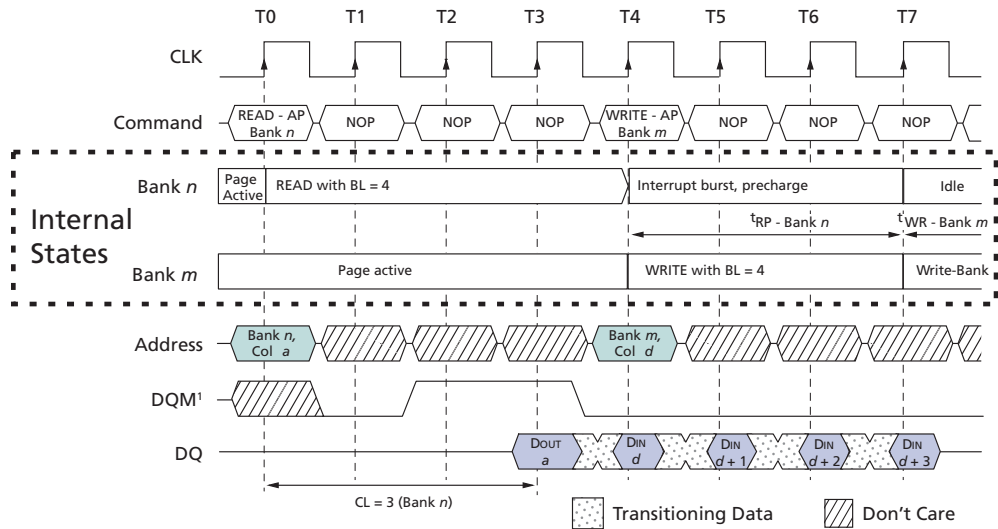 T0 T1 T2 T3 T4 T5 T6 T7
CLK
Command
READ - AP
Bank n
NOP
NOP
NOP
WRITE - AP
Bank m
NOP
NOP
NOP
Internal
States
Bank n
Page
Active
READ with BL = 4
Interrupt burst, precharge
Idle
tRP - Bank n
tWR - Bank m
Bank m
Page active
WRITE with BL = 4
Write-Bank
Address
Bank n,
Col a
Bank m,
Col d
DQM1
DQ
DOUT
a
DIN
d
DIN
d + 1
DIN
d + 2
DIN
d + 3
CL = 3 (Bank n)
Transitioning Data
Don't Care